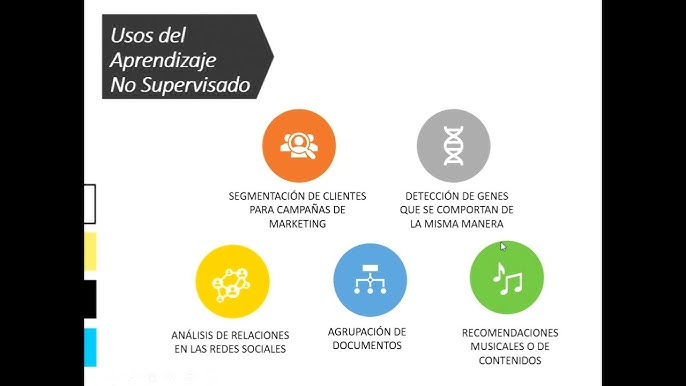 Usos del
Aprendizaje
No Supervisado
SEGMENTACIÓN DE CLIENTES
PARA CAMPAÑAS DE
MARKETING
DETECCIÓN DE GENES
QUE SE COMPORTAN DE
LA MISMA MANERA
ANÁLISIS DE RELACIONES
EN LAS REDES SOCIALES
AGRUPACIÓN DE
DOCUMENTOS
RECOMENDACIONES
MUSICALES O DE
CONTENIDOS